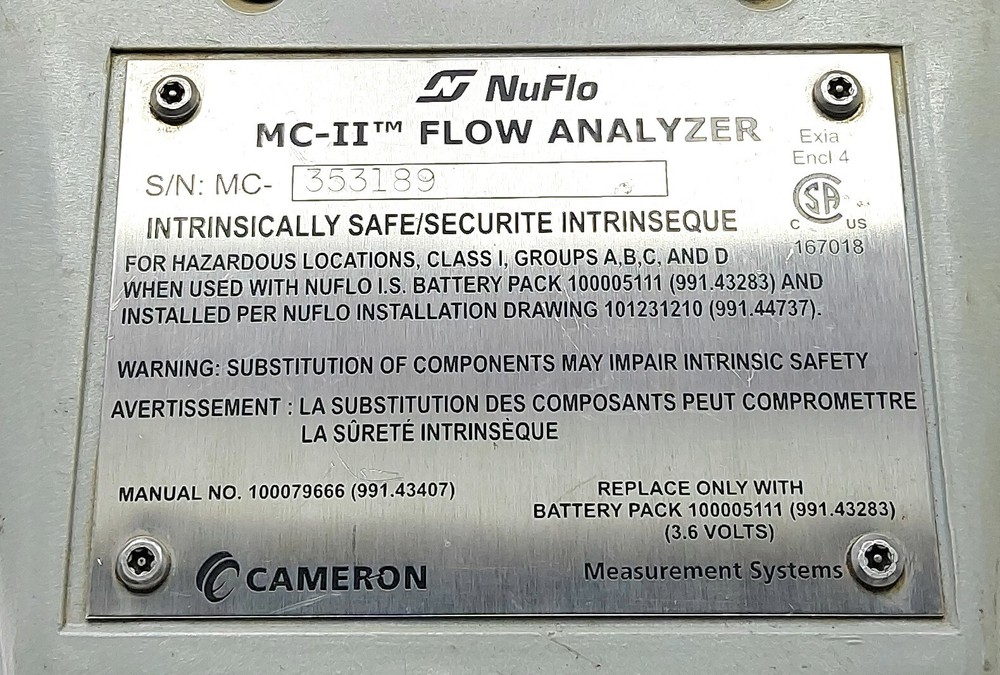 NuFlo
MC-II™ FLOW ANALYZER
Exia
Encl 4
S/N: MC- 353189
CSA
C US
167018
INTRINSICALLY SAFE/SECURITE INTRINSEQUE
FOR HAZARDOUS LOCATIONS, CLASS I, GROUPS A,B,C, AND D
WHEN USED WITH NUFLO I.S. BATTERY PACK 100005111 (991.43283) AND
INSTALLED PER NUFLO INSTALLATION DRAWING 101231210 (991.44737).
WARNING: SUBSTITUTION OF COMPONENTS MAY IMPAIR INTRINSIC SAFETY
AVERTISSEMENT : LA SUBSTITUTION DES COMPOSANTS PEUT COMPROMETTRE
LA SÛRETÉ INTRINSÈQUE
MANUAL NO. 100079666 (991.43407)
REPLACE ONLY WITH
BATTERY PACK 100005111 (991.43283)
(3.6 VOLTS)
CAMERON
Measurement Systems